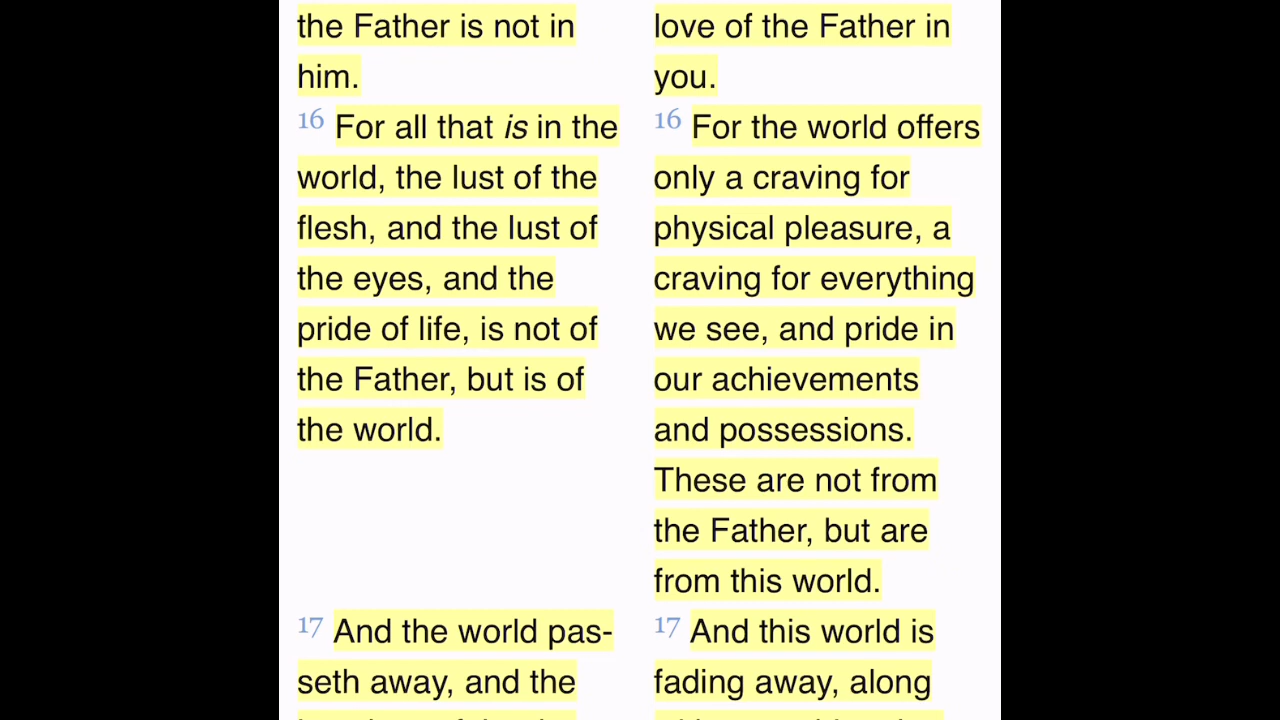 the Father is not in
him.
16 For all that is in the
world, the lust of the
flesh, and the lust of
the eyes, and the
pride of life, is not of
the Father, but is of
the world.
17 And the world pas-
seth away, and the
love of the Father in
you.
16 For the world offers
only a craving for
physical pleasure, a
craving for everything
we see, and pride in
our achievements
and possessions.
These are not from
the Father, but are
from this world.
17 And this world is
fading away, along